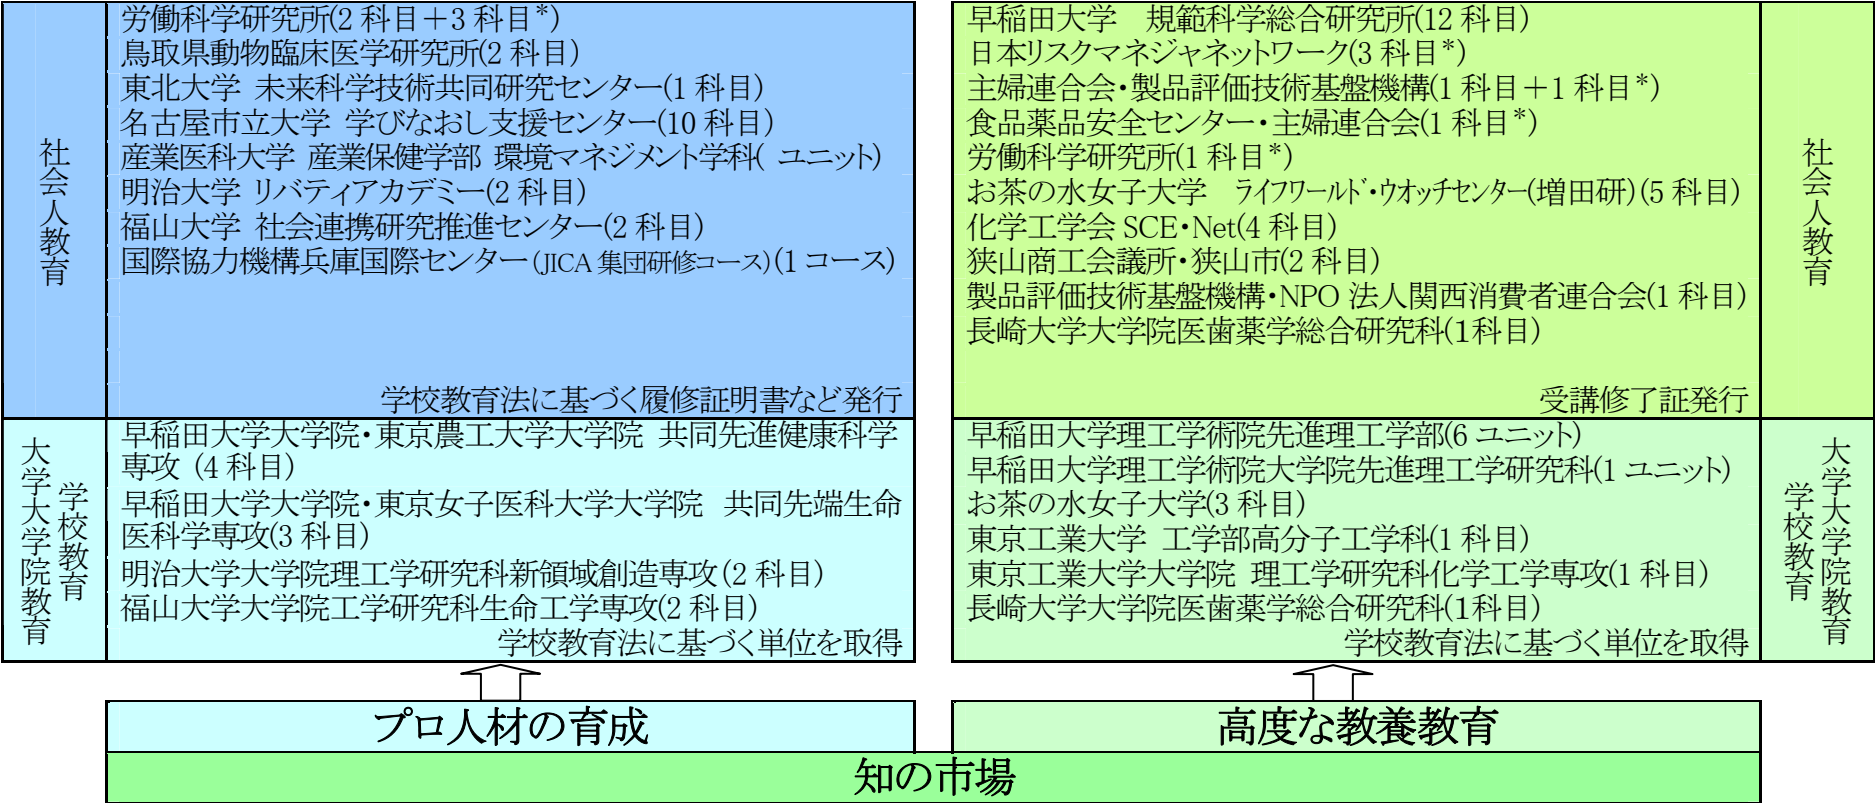 社会人教育
労働科学研究所(2 科目＋3 科目*)
鳥取県動物臨床医学研究所(2 科目)
東北大学 未来科学技術共同研究センター(1 科目)
名古屋市立大学 学びなおし支援センター(10 科目)
産業医科大学 産業保健学部 環境マネジメント学科( ユニット)
明治大学 リバティアカデミー(2 科目)
福山大学 社会連携研究推進センター(2 科目)
国際協力機構兵庫国際センター(JICA 集団研修コース)(1 コース)
学校教育法に基づく履修証明書など発行
学校教育
大学大学院教育
早稲田大学大学院・東京農工大学大学院 共同先進健康科学
専攻 (4 科目)
早稲田大学大学院・東京女子医科大学大学院 共同先端生命
医科学専攻(3 科目)
明治大学大学院理工学研究科新領域創造専攻(2 科目)
福山大学大学院工学研究科生命工学専攻(2 科目)
学校教育法に基づく単位を取得
早稲田大学 規範科学総合研究所(12 科目)
日本リスクマネジャネットワーク(3 科目*)
主婦連合会・製品評価技術基盤機構(1 科目＋1 科目*)
食品薬品安全センター・主婦連合会(1 科目*)
労働科学研究所(1 科目*)
お茶の水女子大学 ライフワールド・ウオッチセンター(増田研)(5 科目)
化学工学会 SCE・Net(4 科目)
狭山商工会議所・狭山市(2 科目)
製品評価技術基盤機構・NPO 法人関西消費者連合会(1 科目)
長崎大学大学院医歯薬学総合研究科(1科目)
受講修了証発行
社会人教育
早稲田大学理工学術院先進理工学部(6 ユニット)
早稲田大学理工学術院大学院先進理工学研究科(1 ユニット)
お茶の水女子大学(3 科目)
東京工業大学 工学部高分子工学科(1 科目)
東京工業大学大学院 理工学研究科化学工学専攻(1 科目)
長崎大学大学院医歯薬学総合研究科(1科目)
学校教育法に基づく単位を取得
大学大学院教育
学校教育
プロ人材の育成
高度な教養教育
知の市場